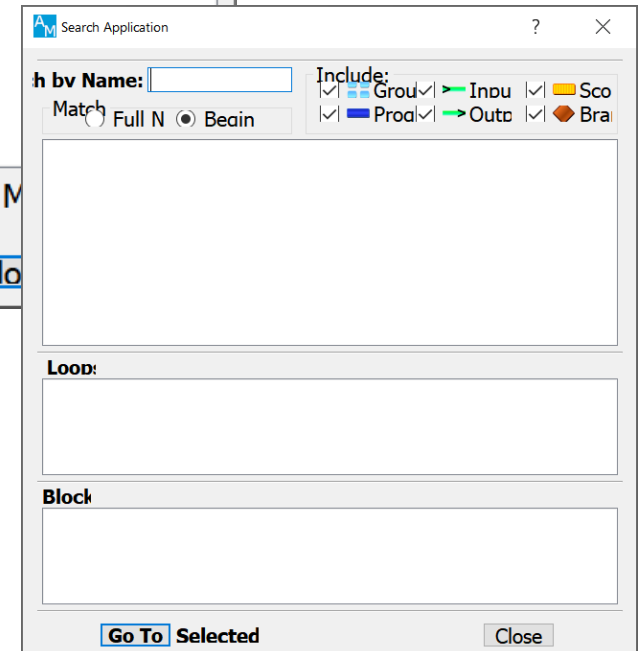 AM Search Application ?
h by Name:
Include:
Grou Inpu Sco
Match Full N Begin
Prog Outp Bra
M
lo
Loops
Block
Go To Selected Close